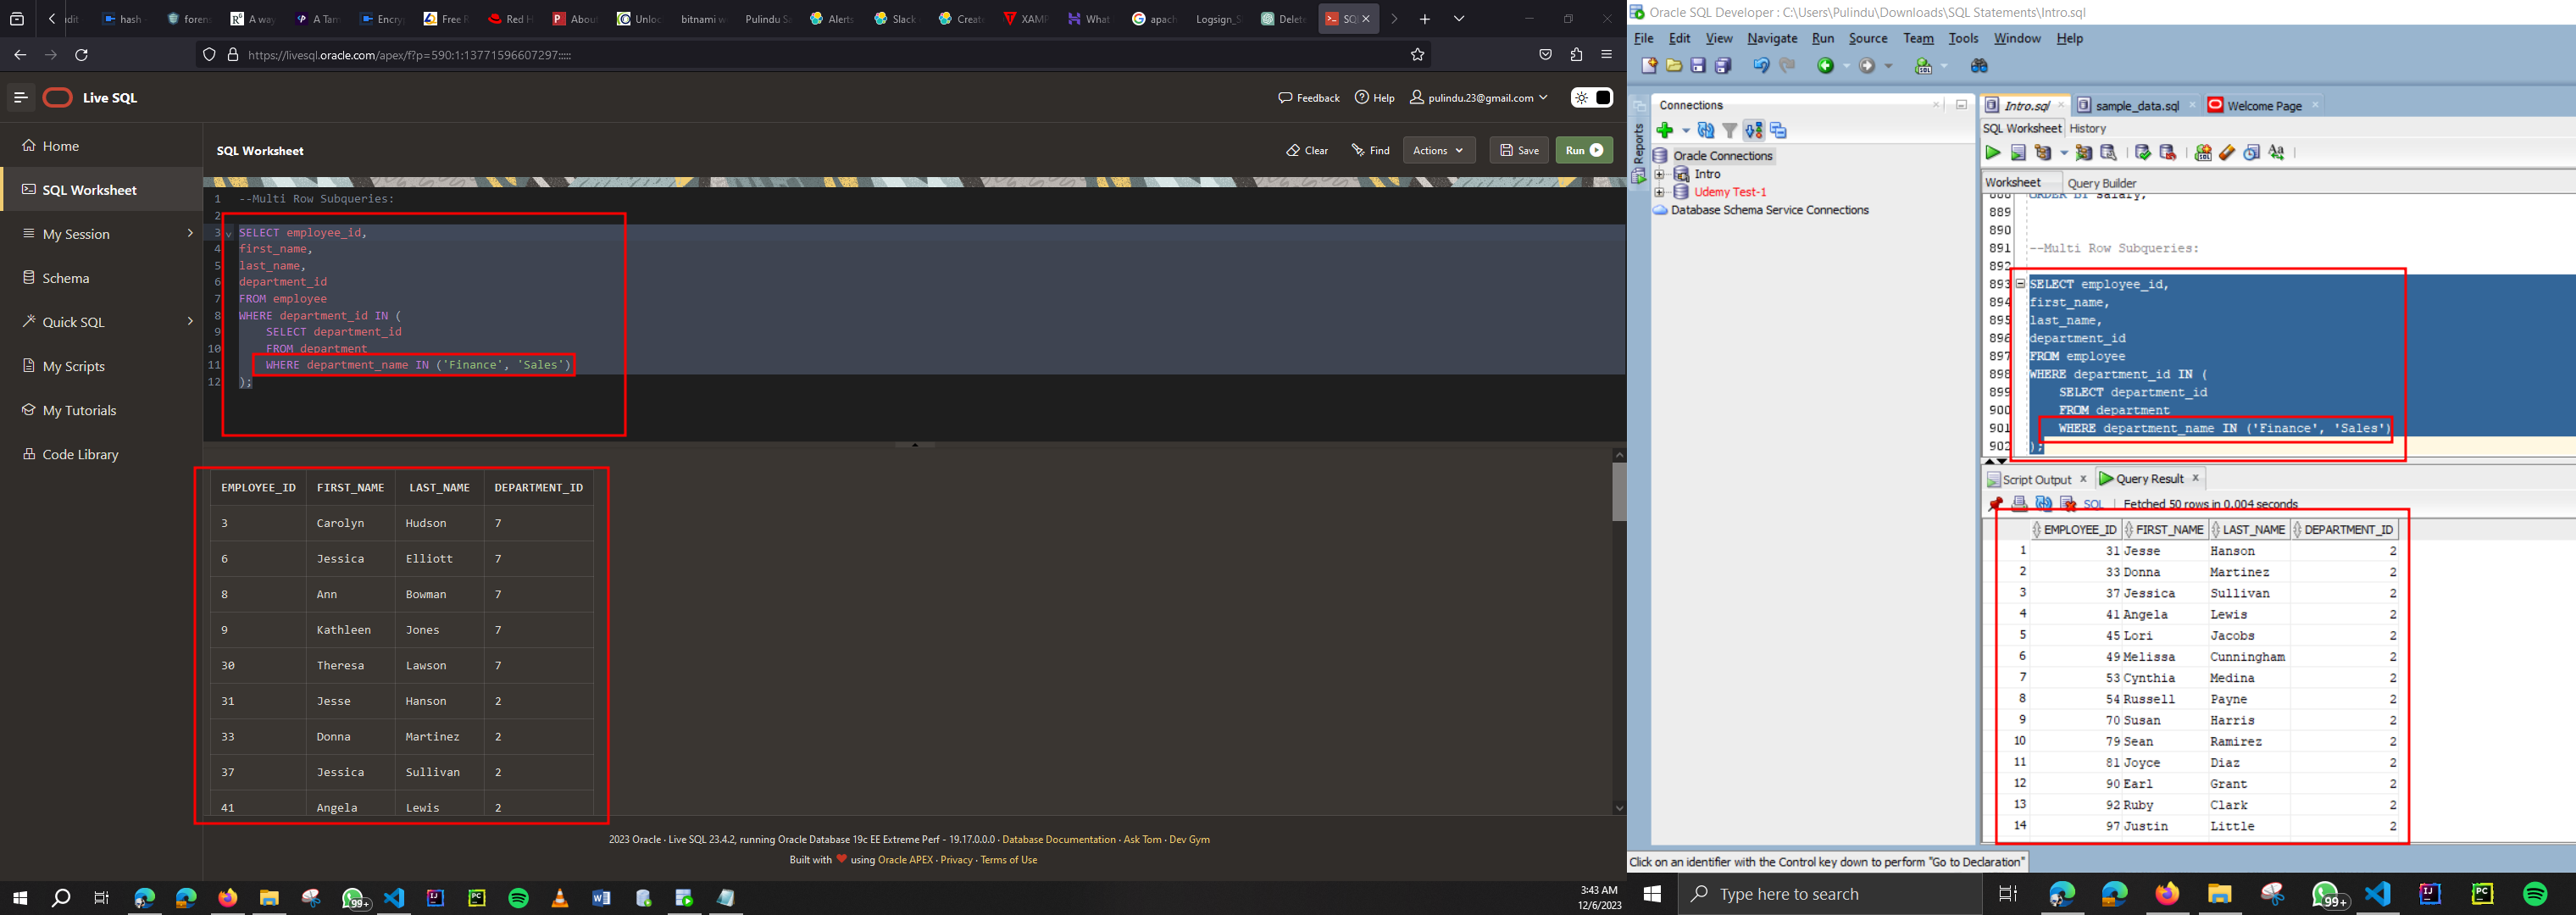 hash
foren
A way
A Tam
Encry
Free R
Red H
About
Unloc
bitnami w
Pulindu Sa
Alerts
Slack
Create
XAMP
What
apach
Logsign_S
Delete
SQL
https://livesql.oracle.com/apex/f?p=590:1:13771596607297:::::
Live SQL
Feedback
Help
pulindu.23@gmail.com
Home
SQL Worksheet
My Session
Schema
Quick SQL
My Scripts
My Tutorials
Code Library
SQL Worksheet
Clear
Find
Actions
Save
Run
1 --Multi Row Subqueries:
2
3 SELECT employee_id,
4 first_name,
5 last_name,
6 department_id
7 FROM employee
8 WHERE department_id IN (
9 SELECT department_id
10 FROM department
11 WHERE department_name IN ('Finance', 'Sales')
12 );
EMPLOYEE_ID FIRST_NAME LAST_NAME DEPARTMENT_ID
3 Carolyn Hudson 7
6 Jessica Elliott 7
8 Ann Bowman 7
9 Kathleen Jones 7
30 Theresa Lawson 7
31 Jesse Hanson 2
33 Donna Martinez 2
37 Jessica Sullivan 2
41 Angela Lewis 2
2023 Oracle · Live SQL 23.4.2, running Oracle Database 19c EE Extreme Perf - 19.17.0.0.0 · Database Documentation · Ask Tom · Dev Gym
Built with ❤ using Oracle APEX · Privacy · Terms of Use
99+
3:43 AM
12/6/2023
Oracle SQL Developer : C:\Users\Pulindu\Downloads\SQL Statements\Intro.sql
File Edit View Navigate Run Source Team Tools Window Help
Reports
Connections
Oracle Connections
Intro
Udemy Test-1
Database Schema Service Connections
Intro.sql
sample_data.sql
Welcome Page
SQL Worksheet History
Worksheet Query Builder
888 ORDER BY salary;
889
890
891 --Multi Row Subqueries:
892
893 SELECT employee_id,
894 first_name,
895 last_name,
896 department_id
897 FROM employee
898 WHERE department_id IN (
899 SELECT department_id
900 FROM department
901 WHERE department_name IN ('Finance', 'Sales')
902 );
Script Output × Query Result ×
SQL | Fetched 50 rows in 0.004 seconds
EMPLOYEE_ID FIRST_NAME LAST_NAME DEPARTMENT_ID
1 31 Jesse Hanson 2
2 33 Donna Martinez 2
3 37 Jessica Sullivan 2
4 41 Angela Lewis 2
5 45 Lori Jacobs 2
6 49 Melissa Cunningham 2
7 53 Cynthia Medina 2
8 54 Russell Payne 2
9 70 Susan Harris 2
10 79 Sean Ramirez 2
11 81 Joyce Diaz 2
12 90 Earl Grant 2
13 92 Ruby Clark 2
14 97 Justin Little 2
Click on an identifier with the Control key down to perform "Go to Declaration"
Type here to search
99+